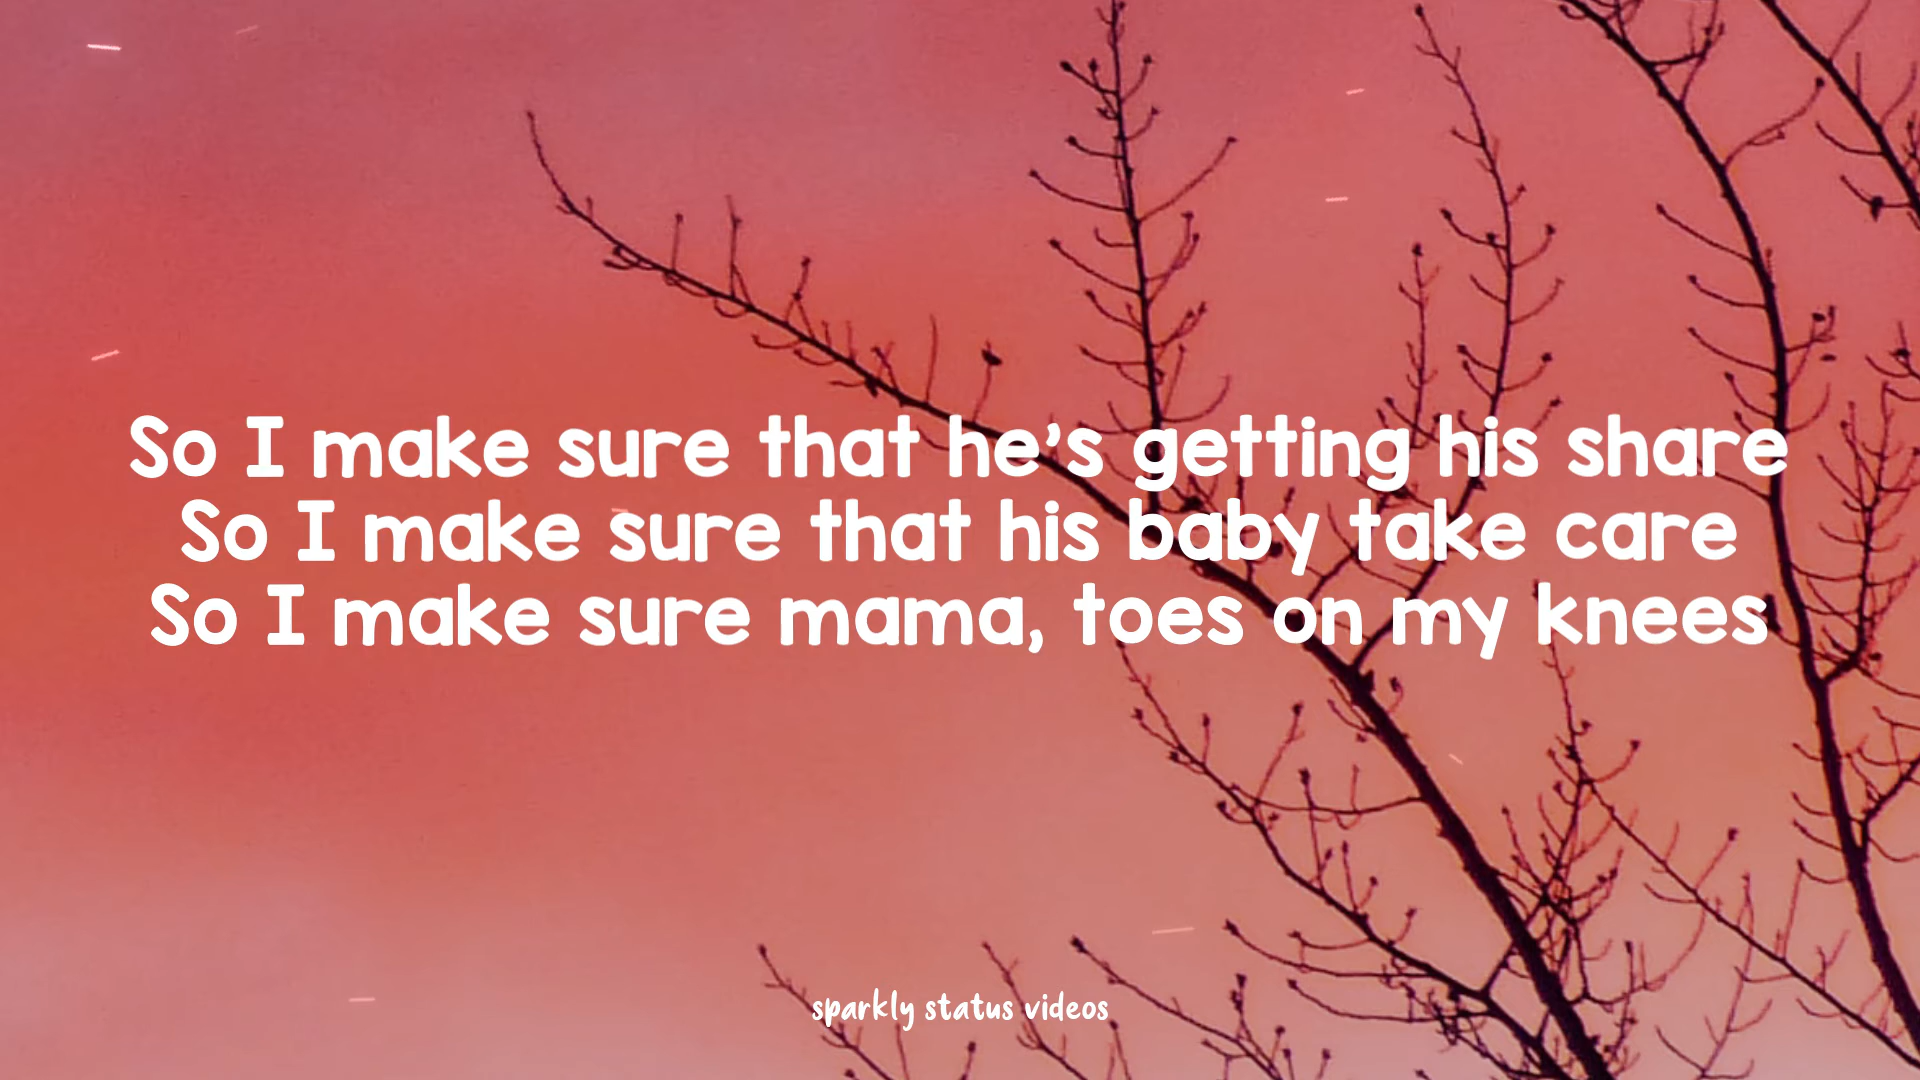 So I make sure that he's getting his share
So I make sure that his baby take care
So I make sure mama, toes on my knees
sparkly status videos